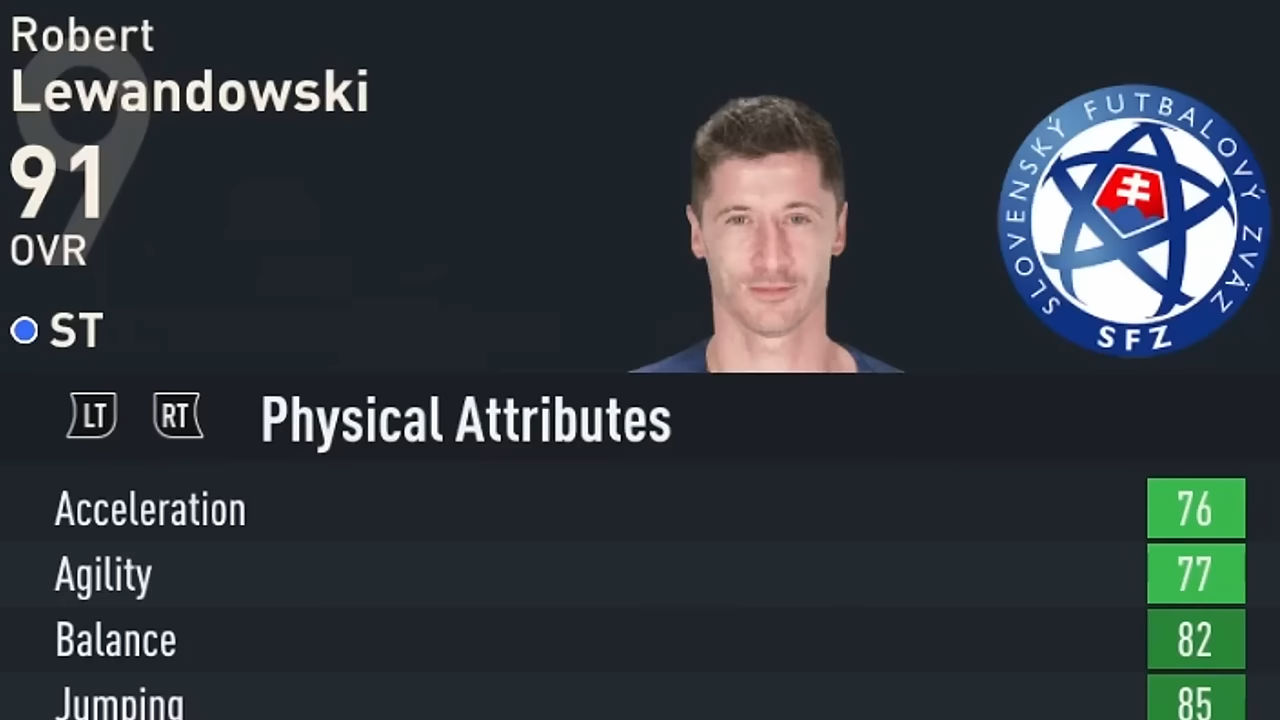 Robert
Lewandowski
91
OVR
ST
SLOVENSKÝ FUTBALOVÝ ZVÄZ
SFZ
LT RT Physical Attributes
Acceleration 76
Agility 77
Balance 82
Jumping 85